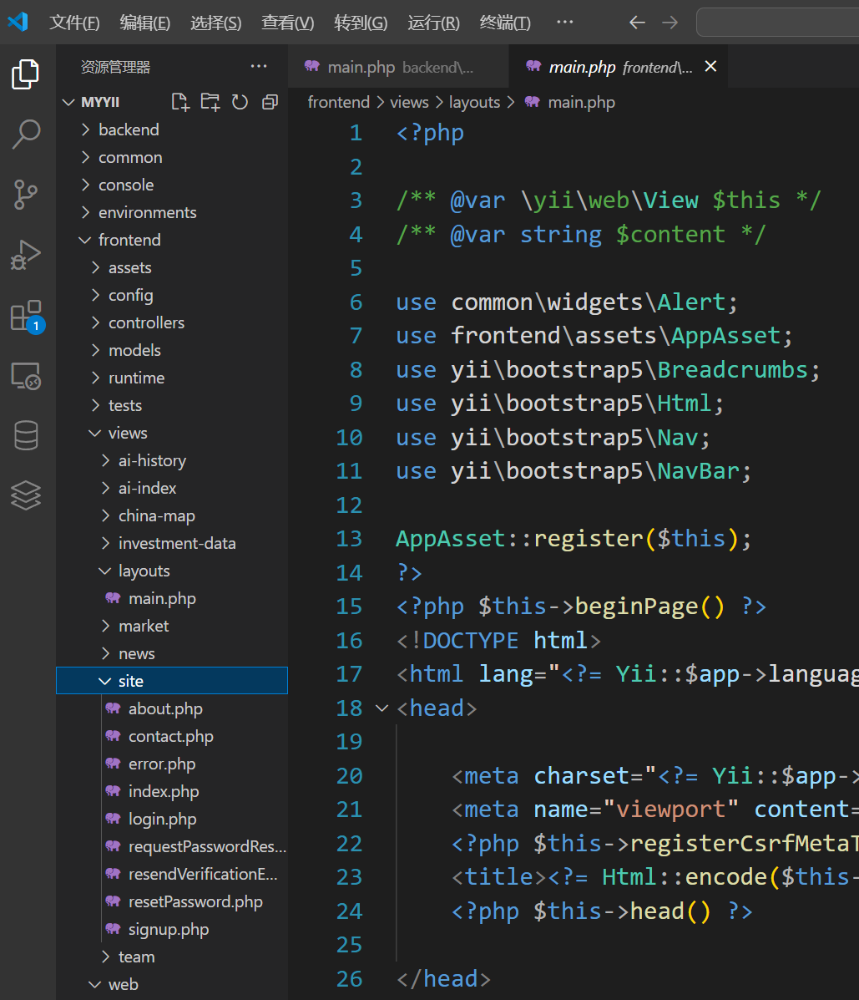 文件(F) 编辑(E) 选择(S) 查看(V) 转到(G) 运行(R) 终端(T) ···
资源管理器 ···
MYYII
backend
common
console
environments
frontend
assets
config
controllers
models
runtime
tests
views
ai-history
ai-index
china-map
investment-data
layouts
main.php
market
news
site
about.php
contact.php
error.php
index.php
login.php
requestPasswordRes...
resendVerificationE...
resetPassword.php
signup.php
team
web
1
main.php backend\...
main.php frontend\...
frontend > views > layouts > main.php
1 <?php
2
3 /** @var \yii\web\View $this */
4 /** @var string $content */
5
6 use common\widgets\Alert;
7 use frontend\assets\AppAsset;
8 use yii\bootstrap5\Breadcrumbs;
9 use yii\bootstrap5\Html;
10 use yii\bootstrap5\Nav;
11 use yii\bootstrap5\NavBar;
12
13 AppAsset::register($this);
14 ?>
15 <?php $this->beginPage() ?>
16 <!DOCTYPE html>
17 <html lang="<?= Yii::$app->languag
18 <head>
19
20 <meta charset="<?= Yii::$app->
21 <meta name="viewport" content=
22 <?php $this->registerCsrfMetaT
23 <title><?= Html::encode($this-
24 <?php $this->head() ?>
25
26 </head>